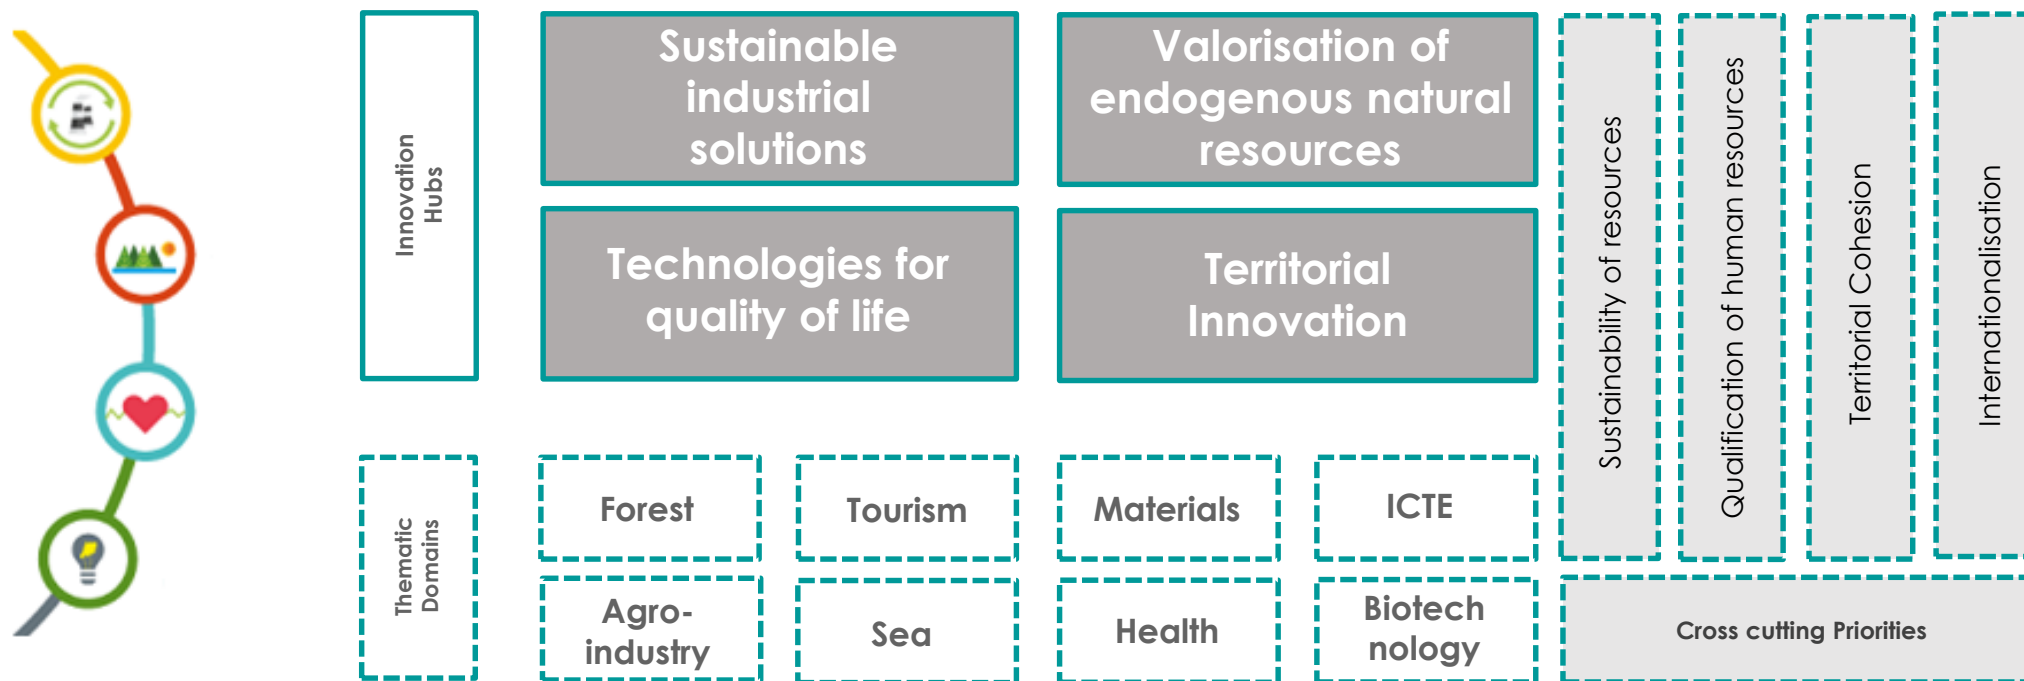 Innovation
Hubs
Sustainable
industrial
solutions
Valorisation of
endogenous natural
resources
Technologies for
quality of life
Territorial
Innovation
Thematic
Domains
Forest
Tourism
Materials
ICTE
Agro-
industry
Sea
Health
Biotech
nology
Sustainability of resources
Qualification of human resources
Territorial Cohesion
Internationalisation
Cross cutting Priorities